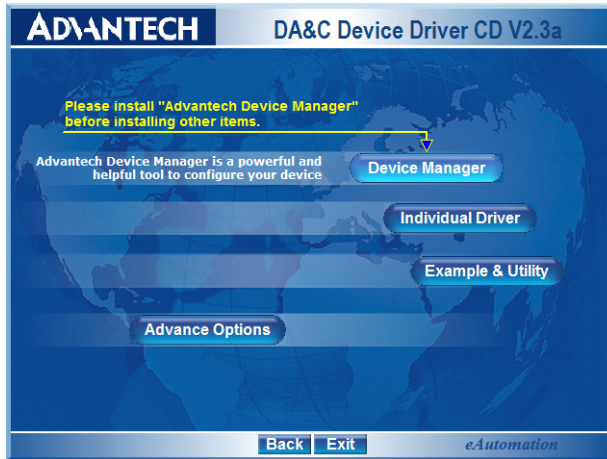 ADVANTECH
DA&C Device Driver CD V2.3a
Please install "Advantech Device Manager"
before installing other items.
Advantech Device Manager is a powerful and
helpful tool to configure your device
Device Manager
Individual Driver
Example & Utility
Advance Options
Back Exit
eAutomation